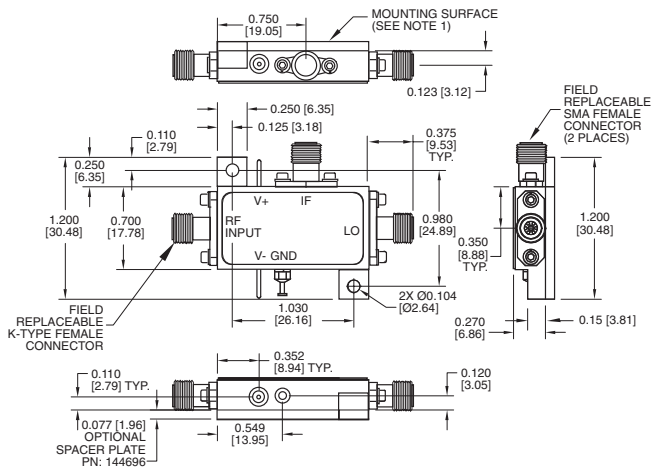 0.750
[19.05]
MOUNTING SURFACE
(SEE NOTE 1)
0.123 [3.12]
0.250 [6.35]
0.125 [3.18]
0.110
[2.79]
0.250
[6.35]
1.200
[30.48]
0.700
[17.78]
0.375
[9.53]
TYP.
FIELD
REPLACEABLE
SMA FEMALE
CONNECTOR
(2 PLACES)
V+
IF
RF
INPUT
LO
V- GND
0.980
[24.89]
0.350
[8.88]
TYP.
1.200
[30.48]
2X Ø0.104
[Ø2.64]
1.030
[26.16]
0.270
[6.86]
0.15 [3.81]
FIELD
REPLACEABLE
K-TYPE FEMALE
CONNECTOR
0.352
[8.94] TYP.
0.110
[2.79] TYP.
0.120
[3.05]
0.077 [1.96]
OPTIONAL
SPACER PLATE
PN: 144696
0.549
[13.95]